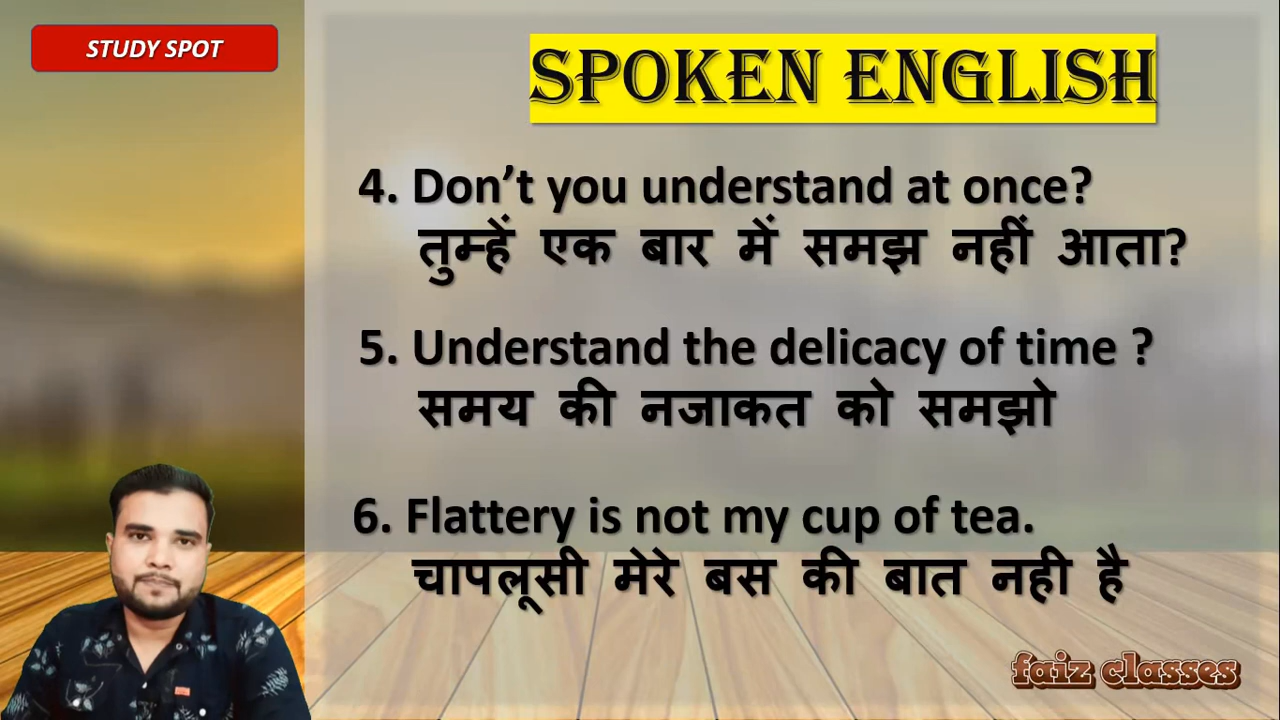 STUDY SPOT
SPOKEN ENGLISH
4. Don’t you understand at once?
तुम्हें एक बार में समझ नहीं आता?
5. Understand the delicacy of time ?
समय की नजाकत को समझो
6. Flattery is not my cup of tea.
चापलूसी मेरे बस की बात नही है
faiz classes